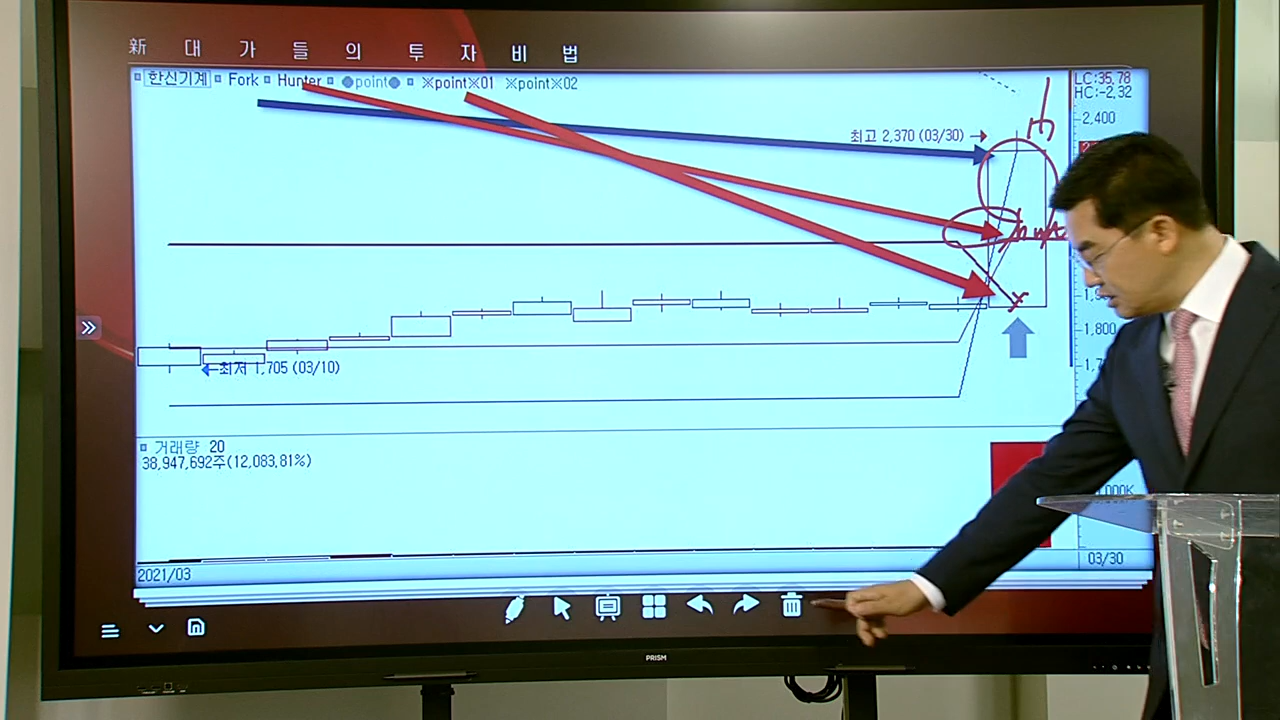 新 대 가 들 의 투 자 비 법
한신기계 Fork Hunter point ※point※01 ※point※02
LC:35,78
HC:-2,32
2,400
최고 2,370 (03/30) →
1,800
←최저 1,705 (03/10)
거래량 20
38,947,692주(12,083,81%)
2021/03
03/30
PRISM